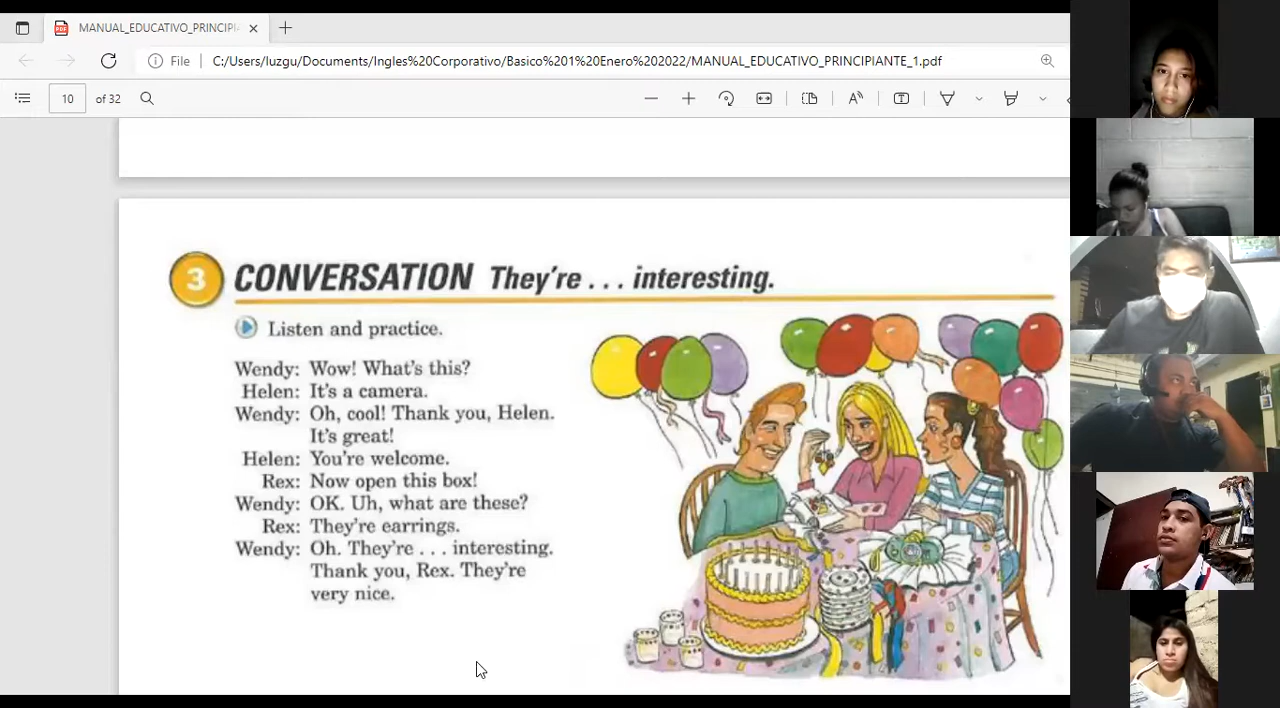 MANUAL_EDUCATIVO_PRINCIPI
File
C:/Users/luzgu/Documents/Ingles%20Corporativo/Basico%201%20Enero%202022/MANUAL_EDUCATIVO_PRINCIPIANTE_1.pdf
10 of 32
3 CONVERSATION They're . . . interesting.
Listen and practice.
Wendy: Wow! What's this?
Helen: It's a camera.
Wendy: Oh, cool! Thank you, Helen.
It's great!
Helen: You're welcome.
Rex: Now open this box!
Wendy: OK. Uh, what are these?
Rex: They're earrings.
Wendy: Oh. They're . . . interesting.
Thank you, Rex. They're
very nice.